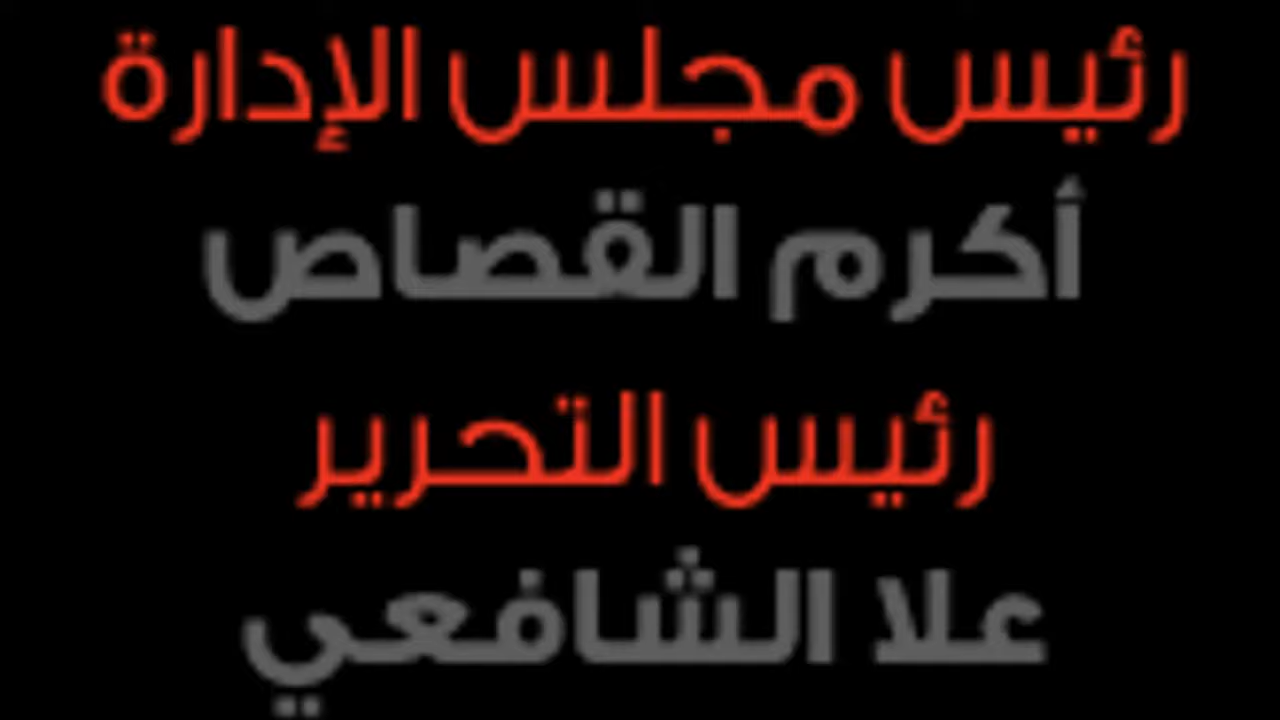 رئيس مجلس الإدارة
أكرم القصاص
رئيس التحرير
علا الشافعي